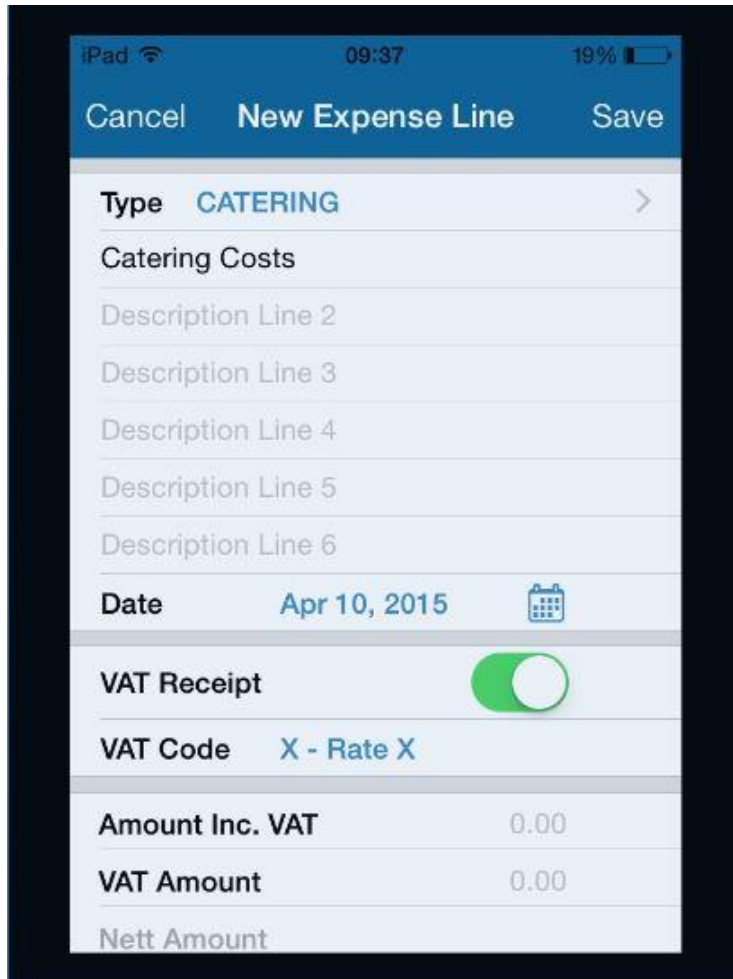 iPad 09:37 19%
Cancel New Expense Line Save
Type CATERING
Catering Costs
Description Line 2
Description Line 3
Description Line 4
Description Line 5
Description Line 6
Date Apr 10, 2015
VAT Receipt
VAT Code X - Rate X
Amount Inc. VAT 0.00
VAT Amount 0.00
Nett Amount